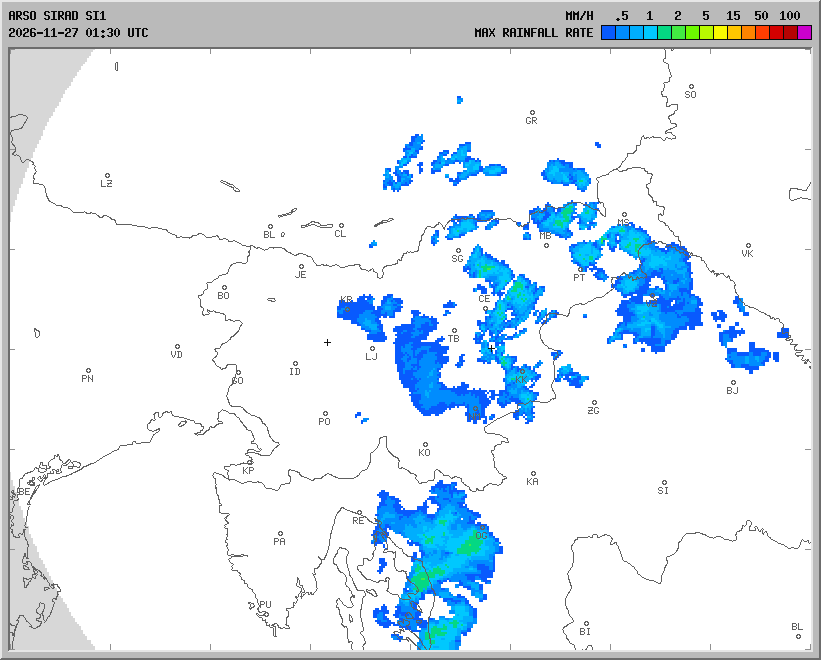 ARSO SIRAD SI1 MM/H .5 1 2 5 15 50 100
2026-11-27 01:30 UTC MAX RAINFALL RATE
SO
GR
LZ
MS
BL CL
MB
VK
SG
JE PT
BO
KR CE
TB
VD LJ
PN GO ID KK
BJ
PO ZG
KO
KP
KA
BE SI
RE
PA OG
PU
BI BL